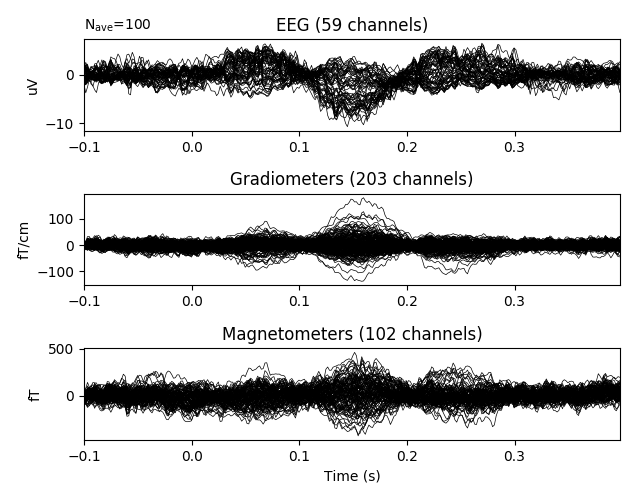 N_ave=100
EEG (59 channels)
uV
0
−10
−0.1 0.0 0.1 0.2 0.3
Gradiometers (203 channels)
fT/cm
100
0
−100
−0.1 0.0 0.1 0.2 0.3
Magnetometers (102 channels)
fT
500
0
−0.1 0.0 0.1 0.2 0.3
Time (s)